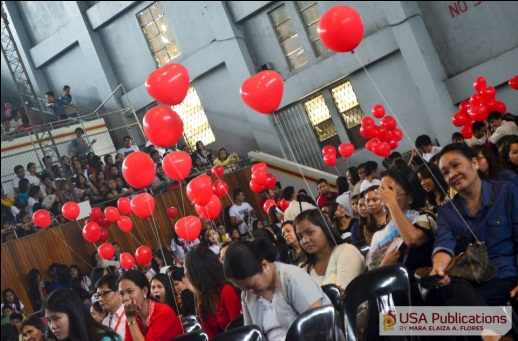 NO S
USA Publications
BY MARA ELAIZA A. FLORES